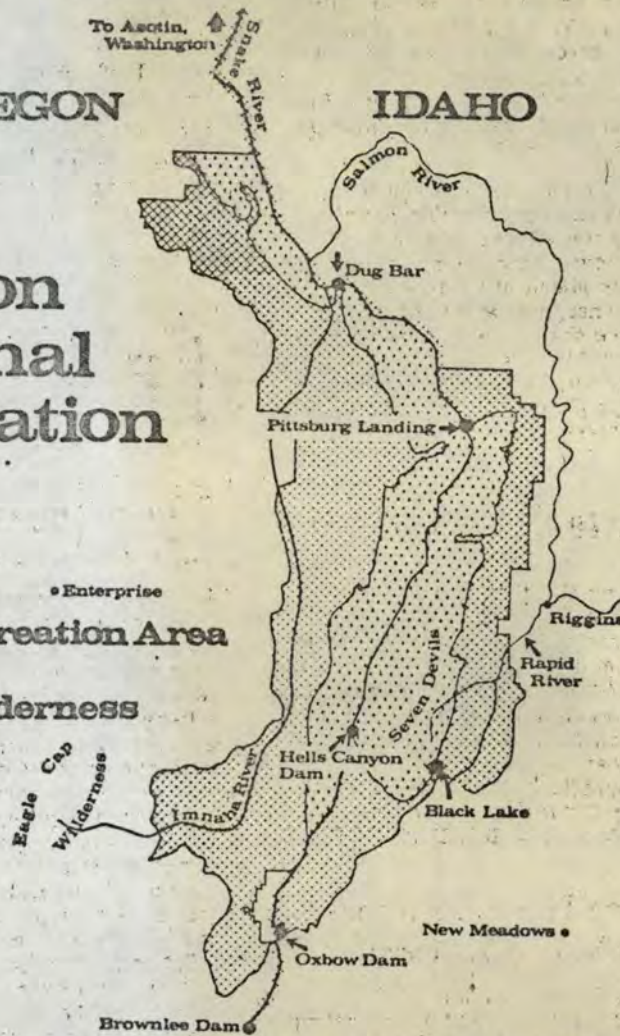 To Asotin,
Washington
Snake
River
EGON
IDAHO
Salmon
River
on
nal
ation
Dug Bar
Pittsburg Landing
Enterprise
reation Area
derness
Riggins
Rapid
River
Seven Devils
Hells Canyon
Dam
Black Lake
Eagle Cap
Wilderness
Imnaha River
New Meadows
Oxbow Dam
Brownlee Dam